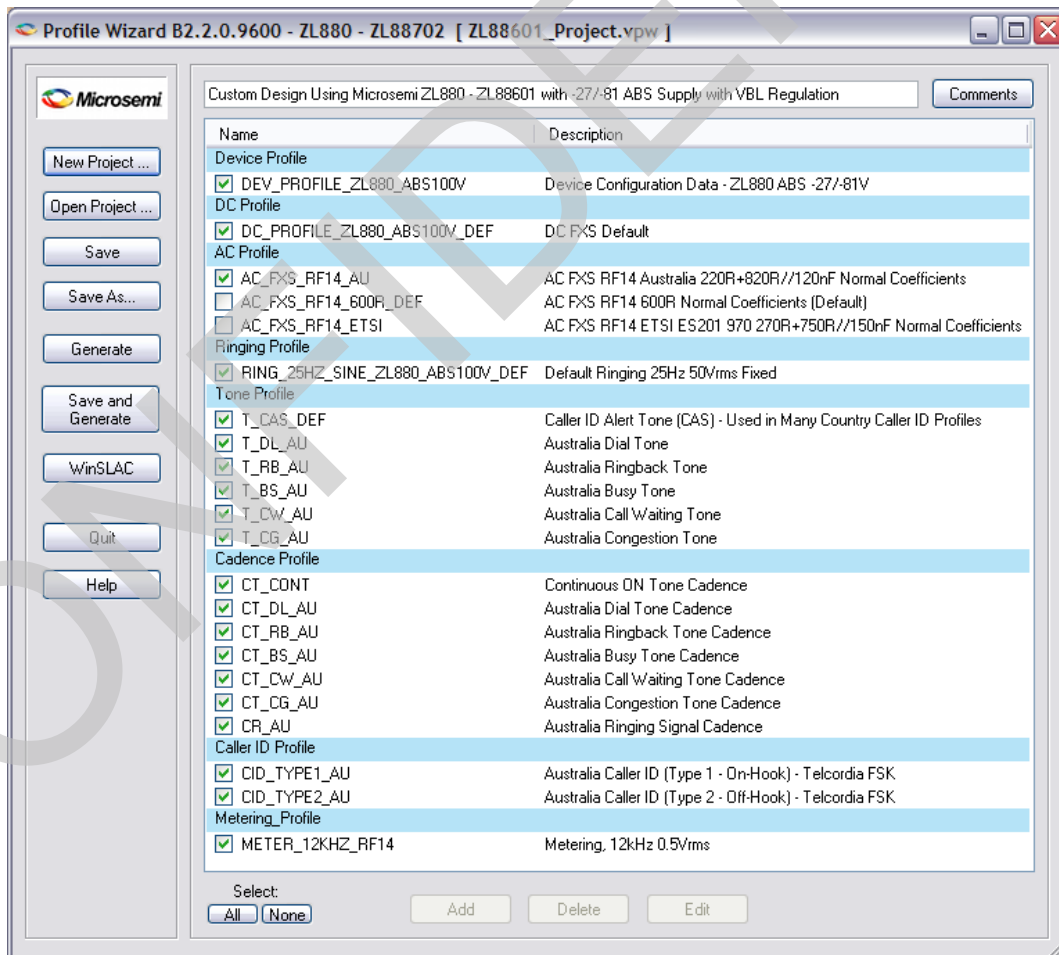 Profile Wizard B2.2.0.9600 - ZL880 - ZL88702 [ ZL88601_Project.vpw ]
Microsemi
New Project ...
Open Project ...
Save
Save As...
Generate
Save and
Generate
WinSLAC
Quit
Help
Custom Design Using Microsemi ZL880 - ZL88601 with -27/-81 ABS Supply with VBL Regulation
Comments
Name Description
Device Profile
DEV_PROFILE_ZL880_ABS100V Device Configuration Data - ZL880 ABS -27/-81V
DC Profile
DC_PROFILE_ZL880_ABS100V_DEF DC FXS Default
AC Profile
AC_FXS_RF14_AU AC FXS RF14 Australia 220R+820R//120nF Normal Coefficients
AC_FXS_RF14_600R_DEF AC FXS RF14 600R Normal Coefficients (Default)
AC_FXS_RF14_ETSI AC FXS RF14 ETSI ES201 970 270R+750R//150nF Normal Coefficients
Ringing Profile
RING_25HZ_SINE_ZL880_ABS100V_DEF Default Ringing 25Hz 50Vrms Fixed
Tone Profile
T_CAS_DEF Caller ID Alert Tone (CAS) - Used in Many Country Caller ID Profiles
T_DL_AU Australia Dial Tone
T_RB_AU Australia Ringback Tone
T_BS_AU Australia Busy Tone
T_CW_AU Australia Call Waiting Tone
T_CG_AU Australia Congestion Tone
Cadence Profile
CT_CONT Continuous ON Tone Cadence
CT_DL_AU Australia Dial Tone Cadence
CT_RB_AU Australia Ringback Tone Cadence
CT_BS_AU Australia Busy Tone Cadence
CT_CW_AU Australia Call Waiting Tone Cadence
CT_CG_AU Australia Congestion Tone Cadence
CR_AU Australia Ringing Signal Cadence
Caller ID Profile
CID_TYPE1_AU Australia Caller ID (Type 1 - On-Hook) - Telcordia FSK
CID_TYPE2_AU Australia Caller ID (Type 2 - Off-Hook) - Telcordia FSK
Metering_Profile
METER_12KHZ_RF14 Metering, 12kHz 0.5Vrms
Select:
All None
Add Delete Edit